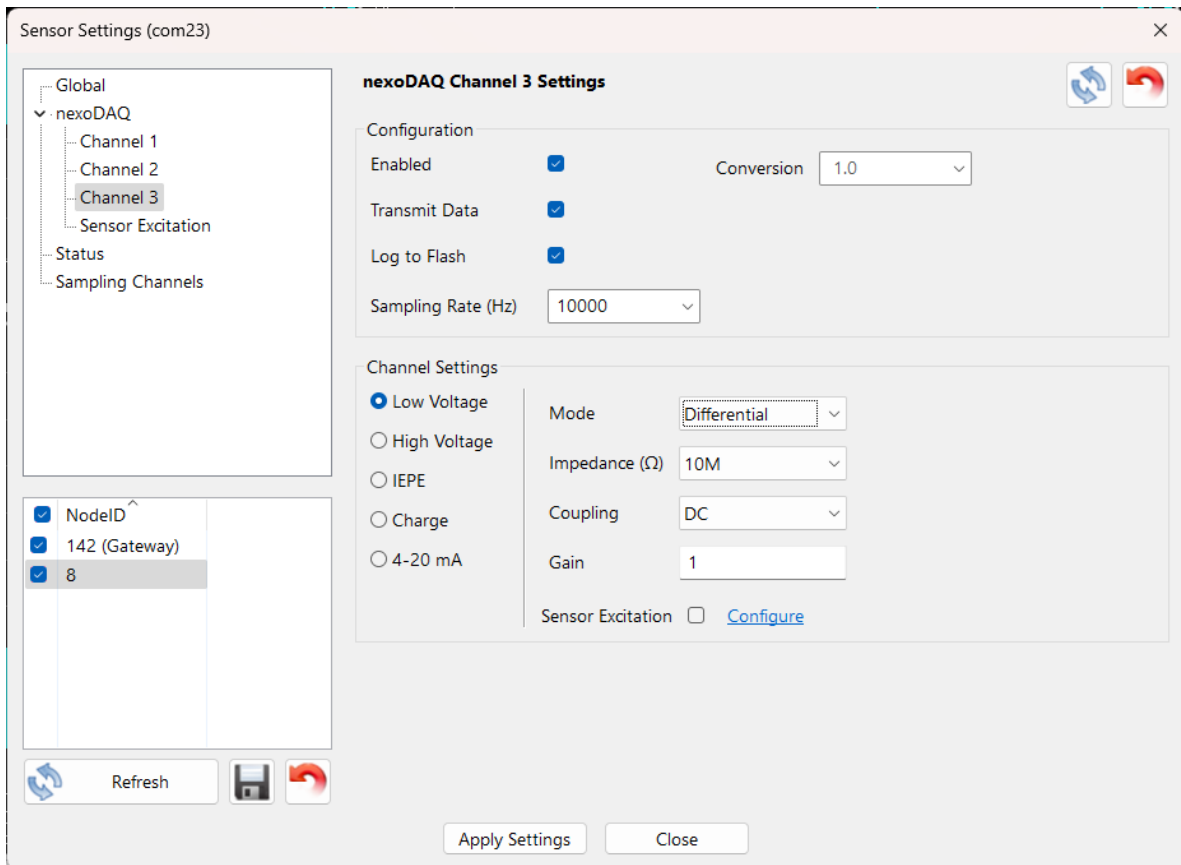 Sensor Settings (com23)
Global
nexoDAQ
Channel 1
Channel 2
Channel 3
Sensor Excitation
Status
Sampling Channels
NodeID
142 (Gateway)
8
Refresh
nexoDAQ Channel 3 Settings
Configuration
Enabled
Conversion 1.0
Transmit Data
Log to Flash
Sampling Rate (Hz) 10000
Channel Settings
Low Voltage
High Voltage
IEPE
Charge
4-20 mA
Mode Differential
Impedance (Ω) 10M
Coupling DC
Gain 1
Sensor Excitation Configure
Apply Settings Close